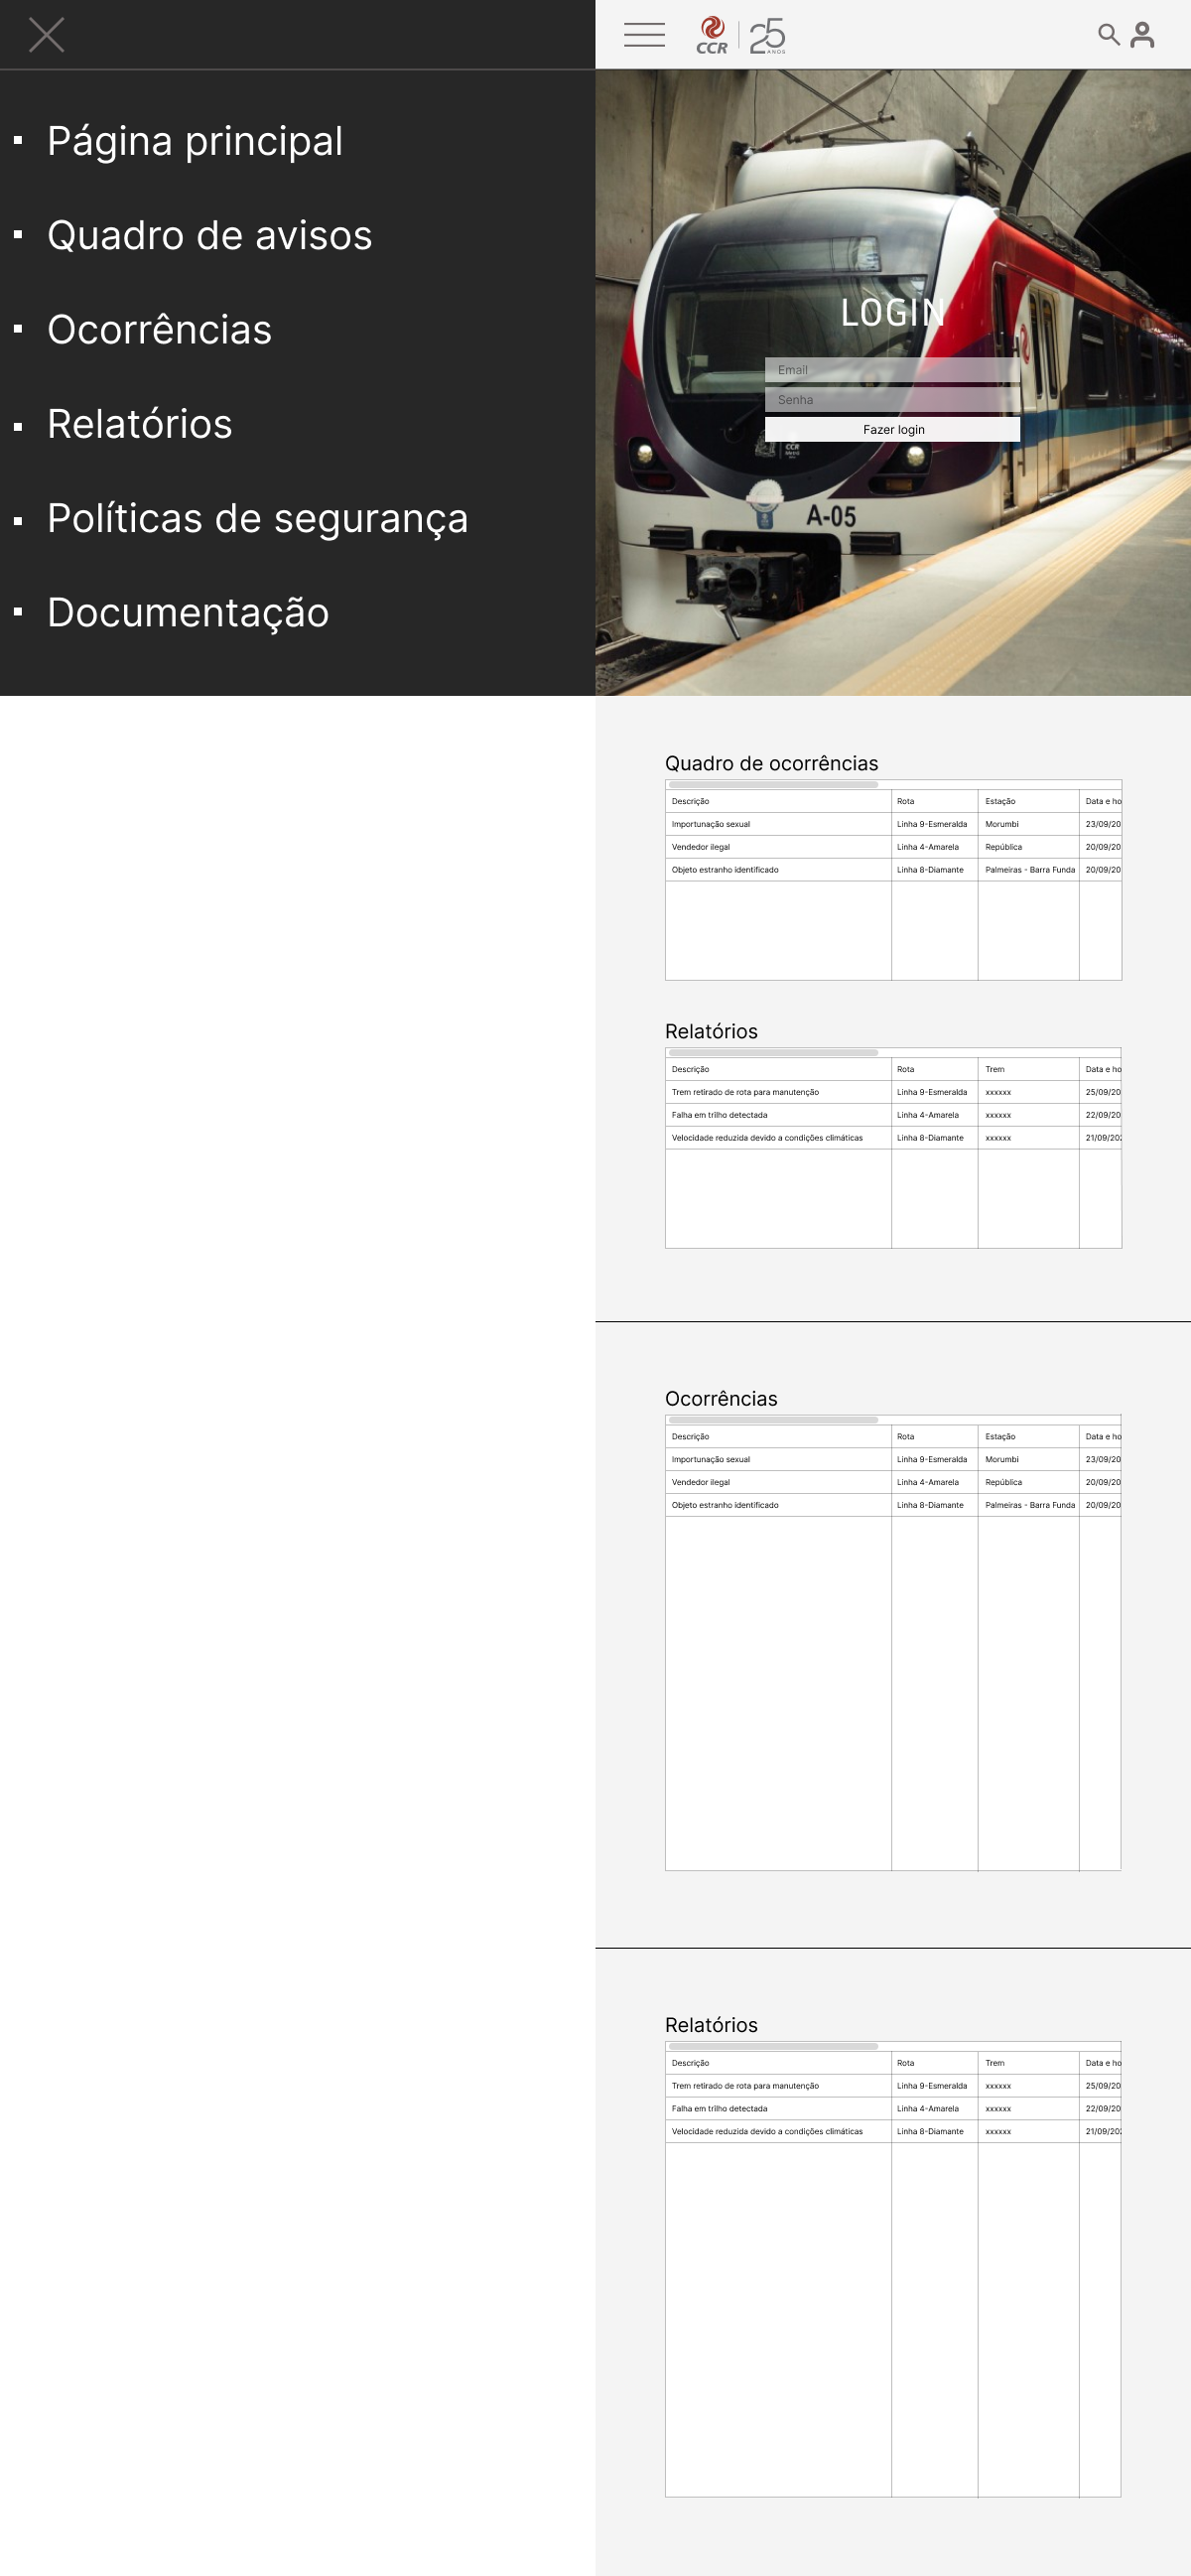 Página principal
Quadro de avisos
Ocorrências
Relatórios
Políticas de segurança
Documentação
CCR 25 ANOS
LOGIN
Email
Senha
Fazer login
CCR
A-05
Quadro de ocorrências
Descrição Rota Estação Data e ho
Importunação sexual Linha 9-Esmeralda Morumbi 23/09/20
Vendedor ilegal Linha 4-Amarela República 20/09/20
Objeto estranho identificado Linha 8-Diamante Palmeiras - Barra Funda 20/09/20
Relatórios
Descrição Rota Trem Data e ho
Trem retirado de rota para manutenção Linha 9-Esmeralda xxxxxx 25/09/20
Falha em trilho detectada Linha 4-Amarela xxxxxx 22/09/20
Velocidade reduzida devido a condições climáticas Linha 8-Diamante xxxxxx 21/09/202
Ocorrências
Descrição Rota Estação Data e ho
Importunação sexual Linha 9-Esmeralda Morumbi 23/09/20
Vendedor ilegal Linha 4-Amarela República 20/09/20
Objeto estranho identificado Linha 8-Diamante Palmeiras - Barra Funda 20/09/20
Relatórios
Descrição Rota Trem Data e ho
Trem retirado de rota para manutenção Linha 9-Esmeralda xxxxxx 25/09/20
Falha em trilho detectada Linha 4-Amarela xxxxxx 22/09/20
Velocidade reduzida devido a condições climáticas Linha 8-Diamante xxxxxx 21/09/202